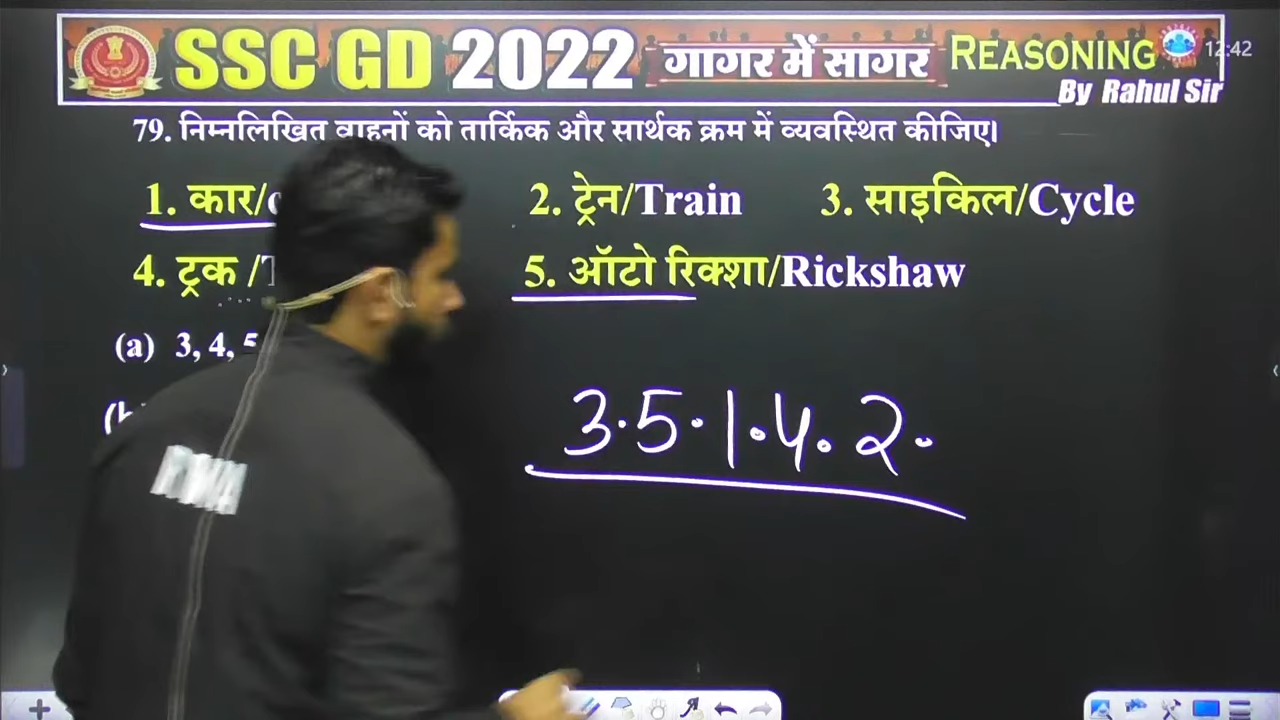 SSC GD 2022 गागर में सागर REASONING 12:42
By Rahul Sir
79. निम्नलिखित वाहनों को तार्किक और सार्थक क्रम में व्यवस्थित कीजिए।
1. कार/ 2. ट्रेन/Train 3. साइकिल/Cycle
4. ट्रक / 5. ऑटो रिक्शा/Rickshaw
(a) 3, 4, 5
3·5·1·4·2·